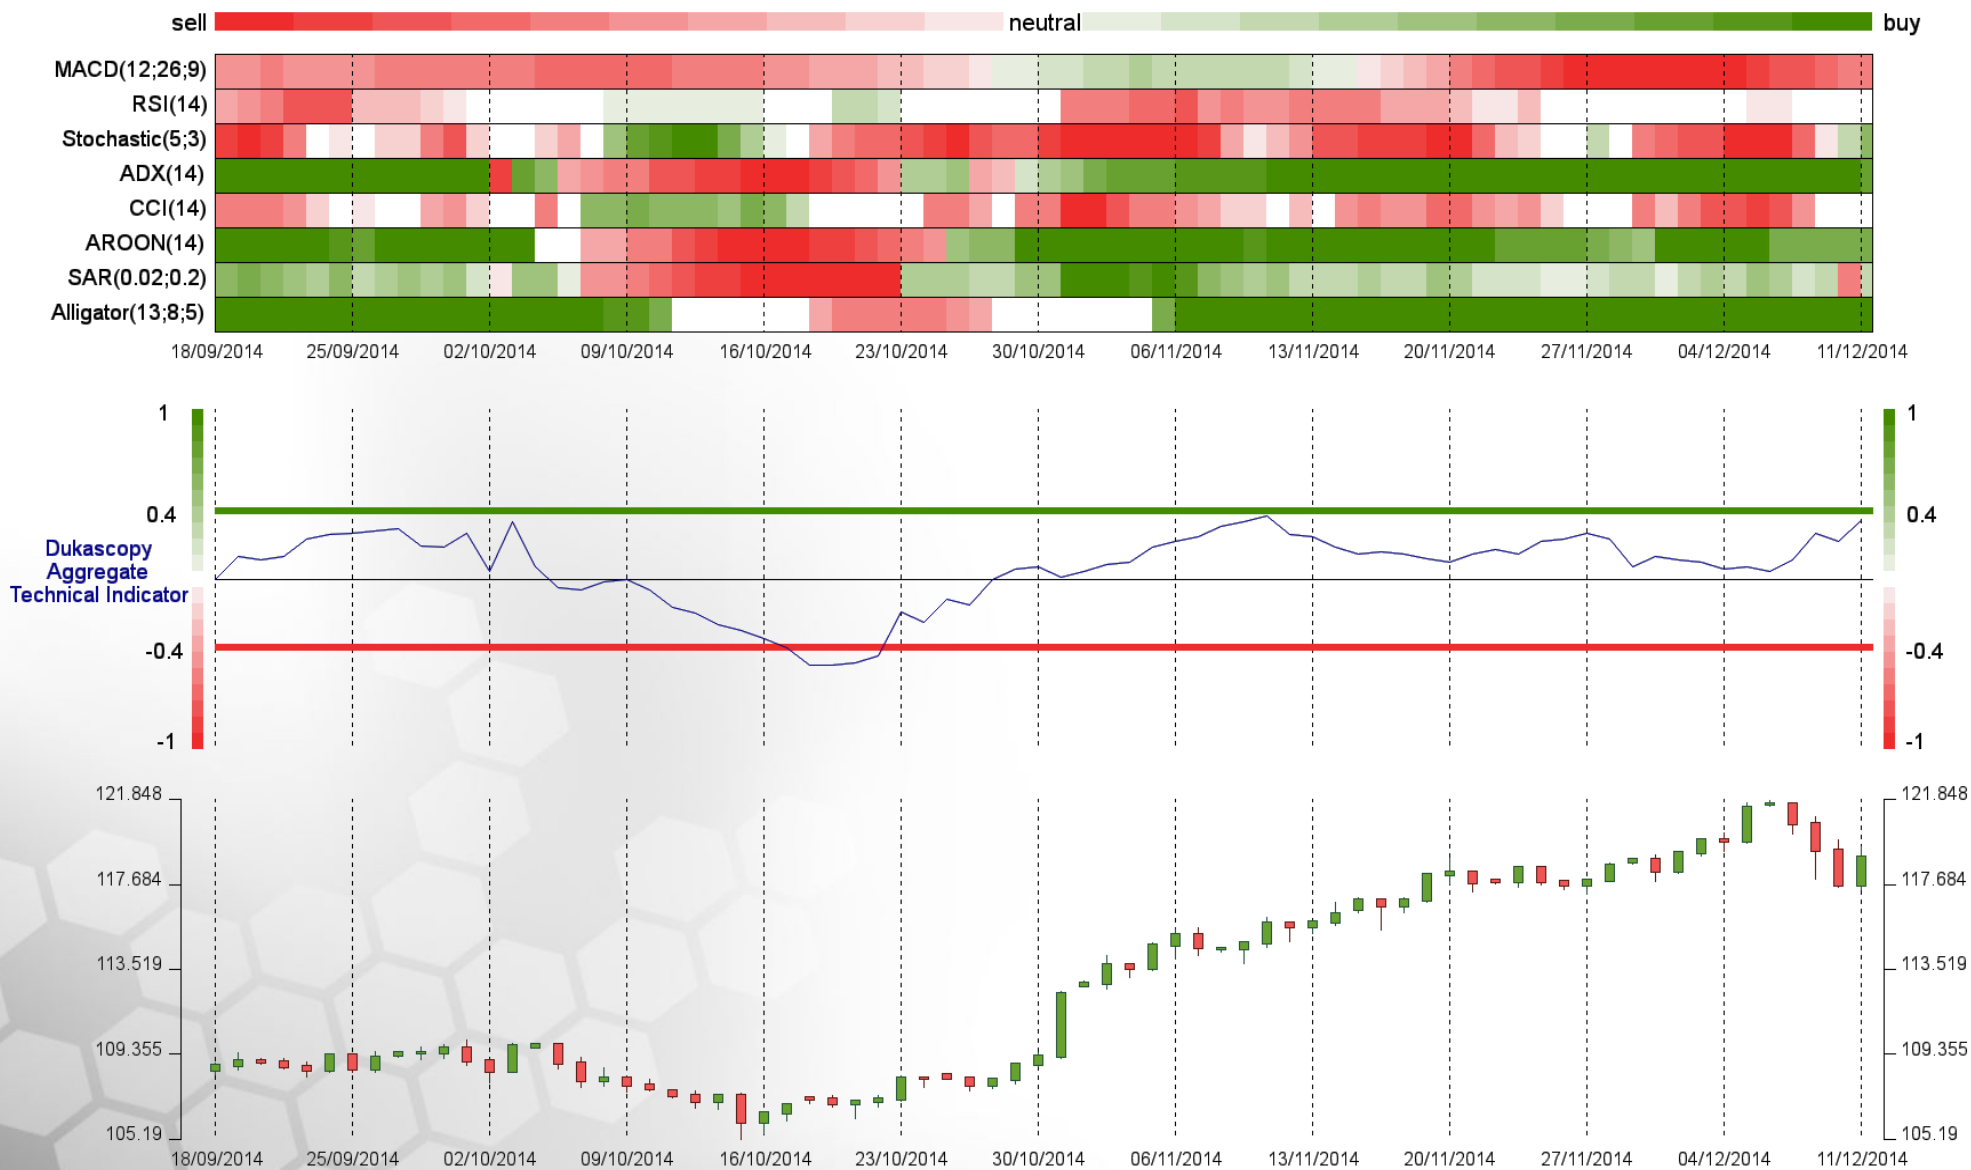 sell neutral buy
MACD(12;26;9)
RSI(14)
Stochastic(5;3)
ADX(14)
CCI(14)
AROON(14)
SAR(0.02;0.2)
Alligator(13;8;5)
18/09/2014 25/09/2014 02/10/2014 09/10/2014 16/10/2014 23/10/2014 30/10/2014 06/11/2014 13/11/2014 20/11/2014 27/11/2014 04/12/2014 11/12/2014
1 1
0.4 0.4
Dukascopy
Aggregate
Technical Indicator
-0.4 -0.4
-1 -1
121.848 121.848
117.684 117.684
113.519 113.519
109.355 109.355
105.19 105.19
18/09/2014 25/09/2014 02/10/2014 09/10/2014 16/10/2014 23/10/2014 30/10/2014 06/11/2014 13/11/2014 20/11/2014 27/11/2014 04/12/2014 11/12/2014